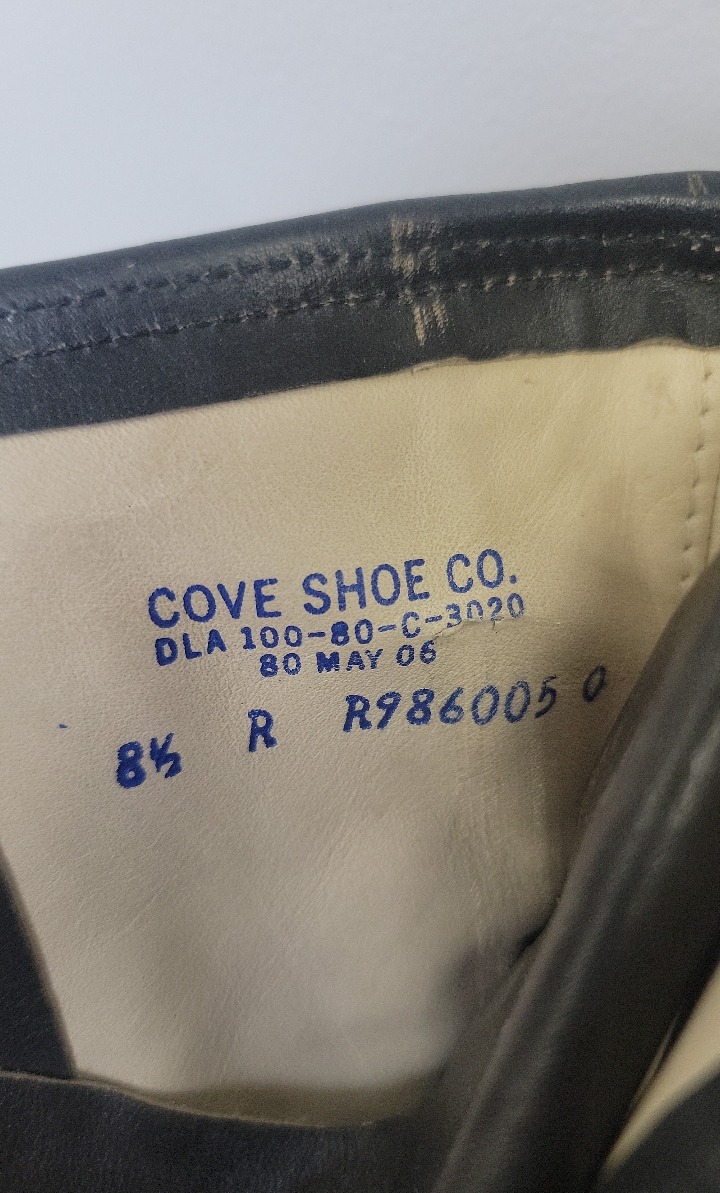 COVE SHOE CO.
DLA 100-80-C-3020
80 MAY 06
8½ R R986005 0